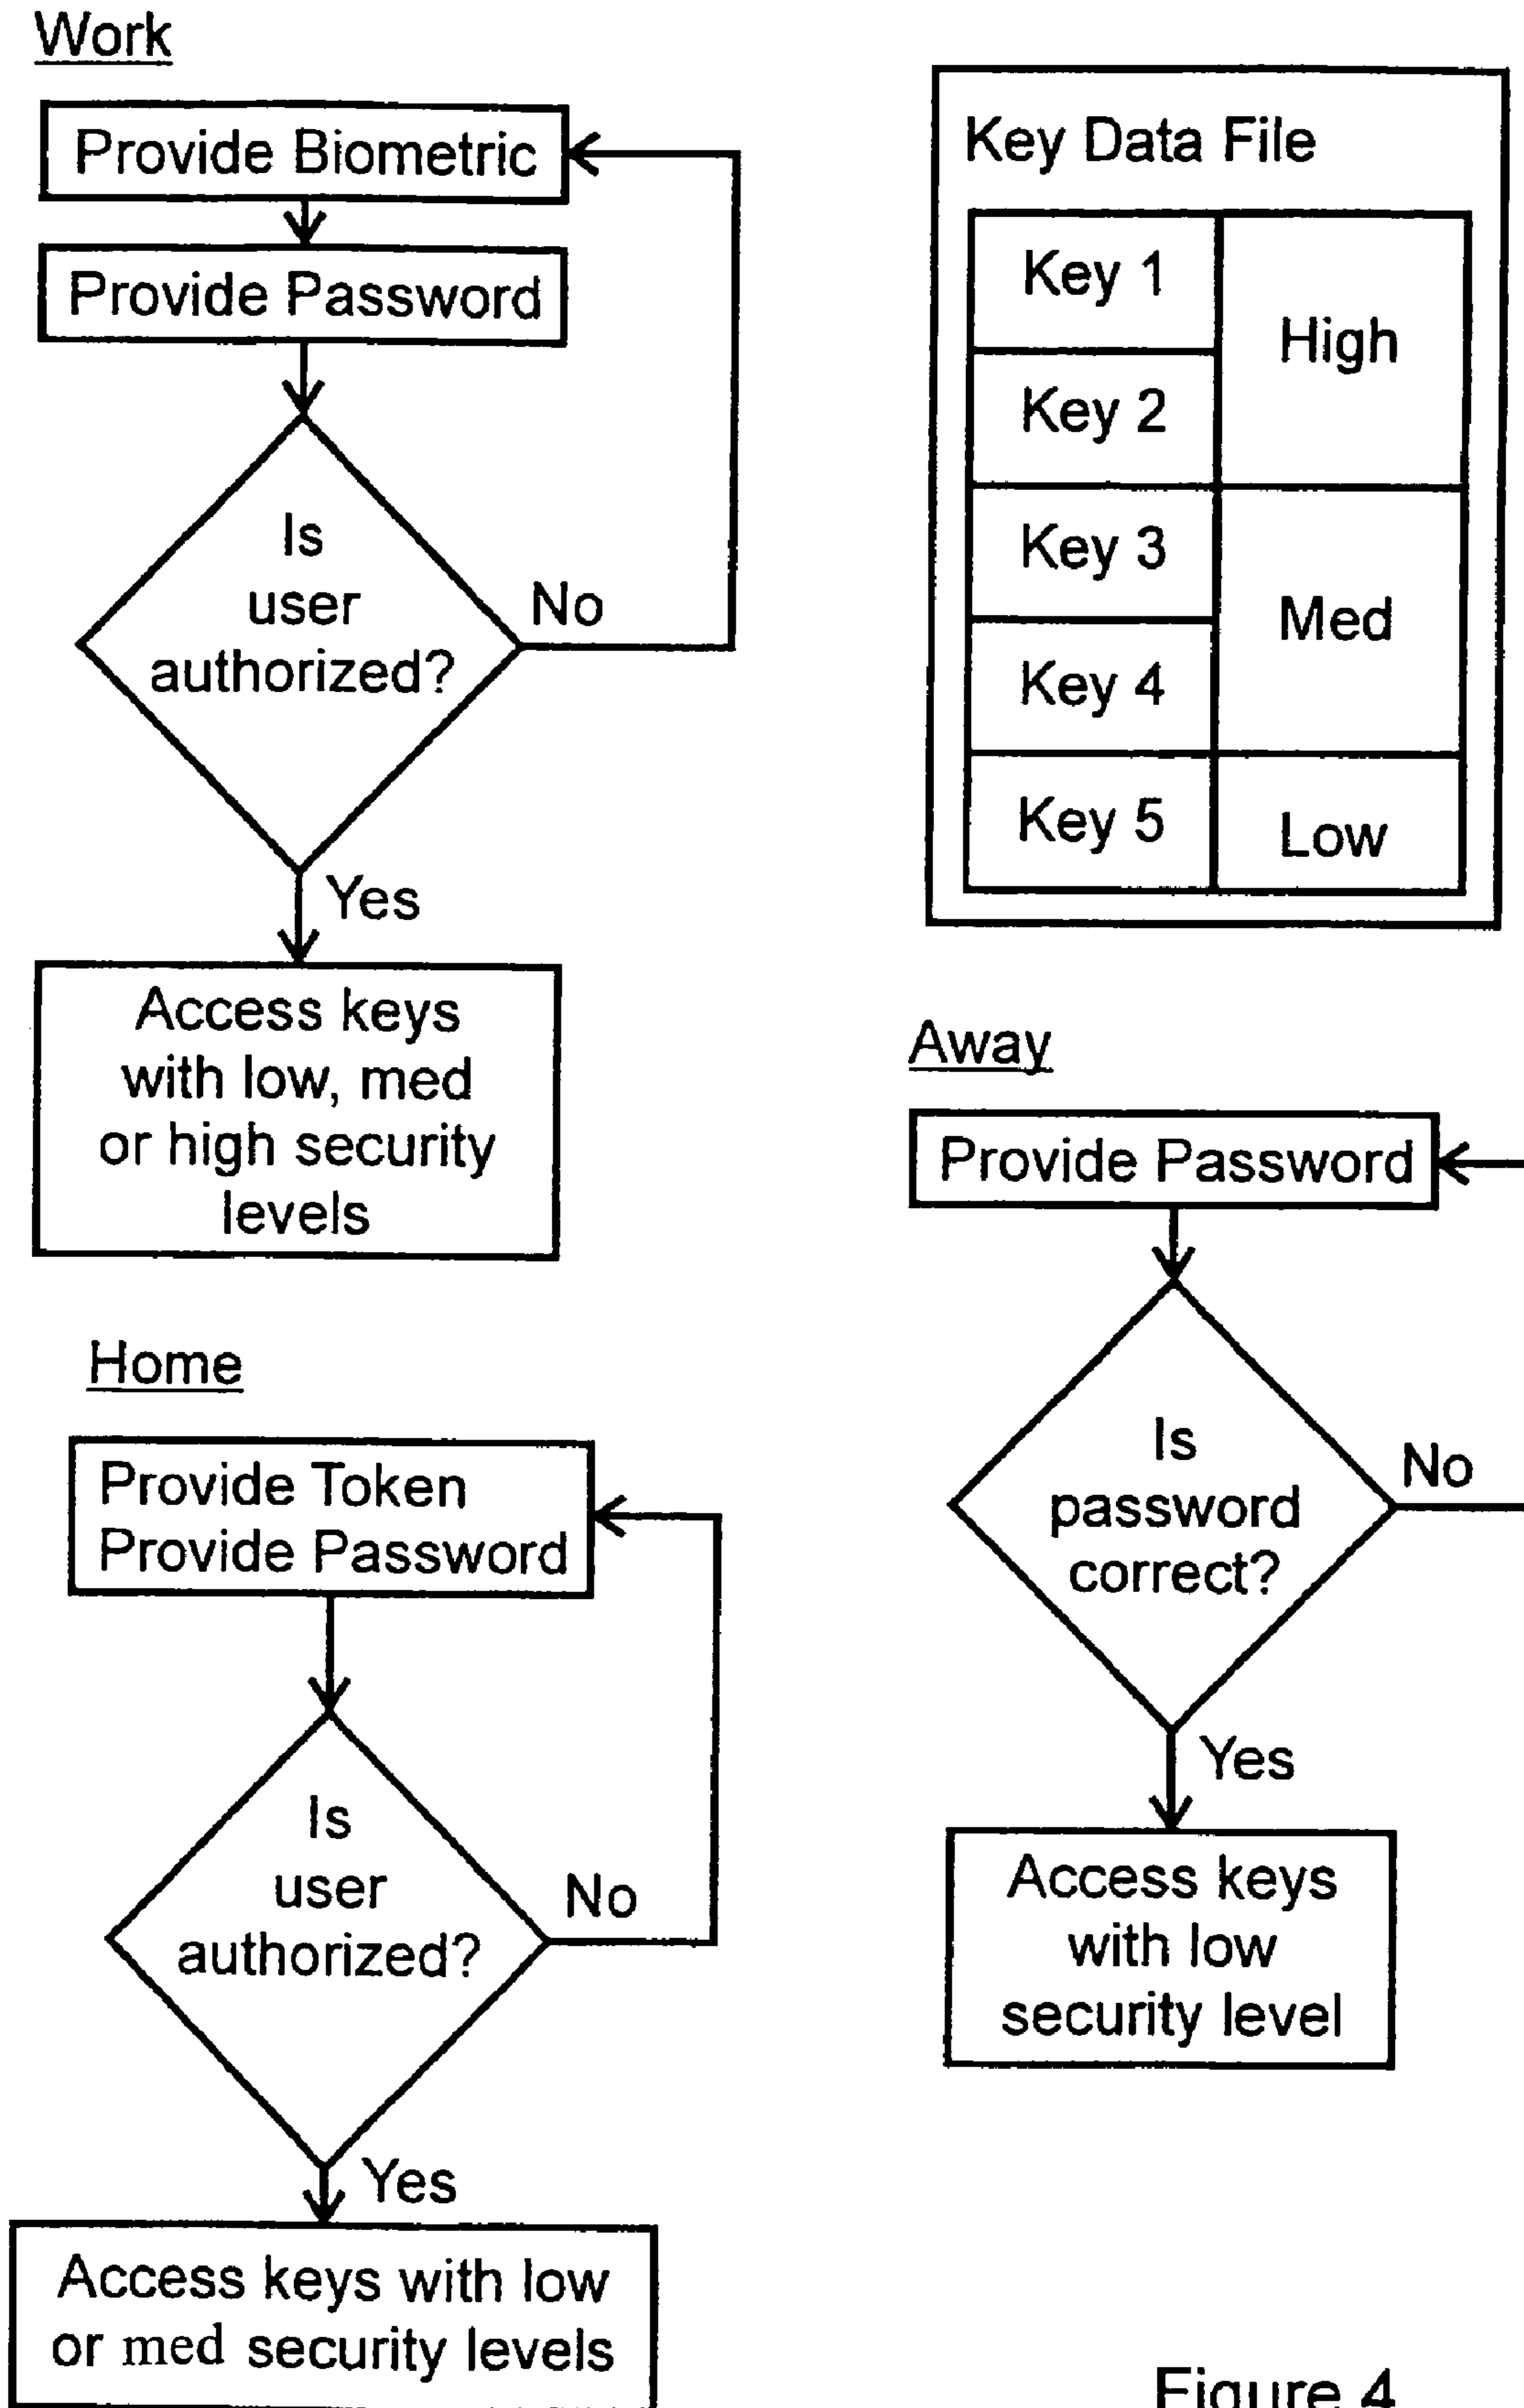 Work
Provide Biometric
Provide Password
Is
user
authorized?
No
Yes
Access keys
with low, med
or high security
levels
Key Data File
Key 1
High
Key 2
Key 3
Med
Key 4
Key 5
Low
Home
Provide Token
Provide Password
Is
user
authorized?
No
Yes
Access keys with low
or med security levels
Away
Provide Password
Is
password
correct?
No
Yes
Access keys
with low
security level
Figure 4